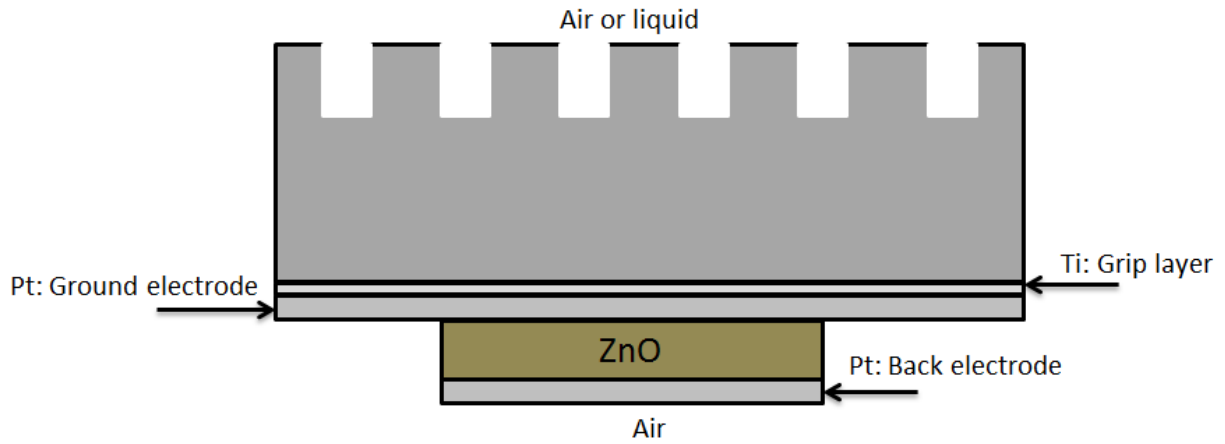 Air or liquid
Ti: Grip layer
Pt: Ground electrode
ZnO
Pt: Back electrode
Air